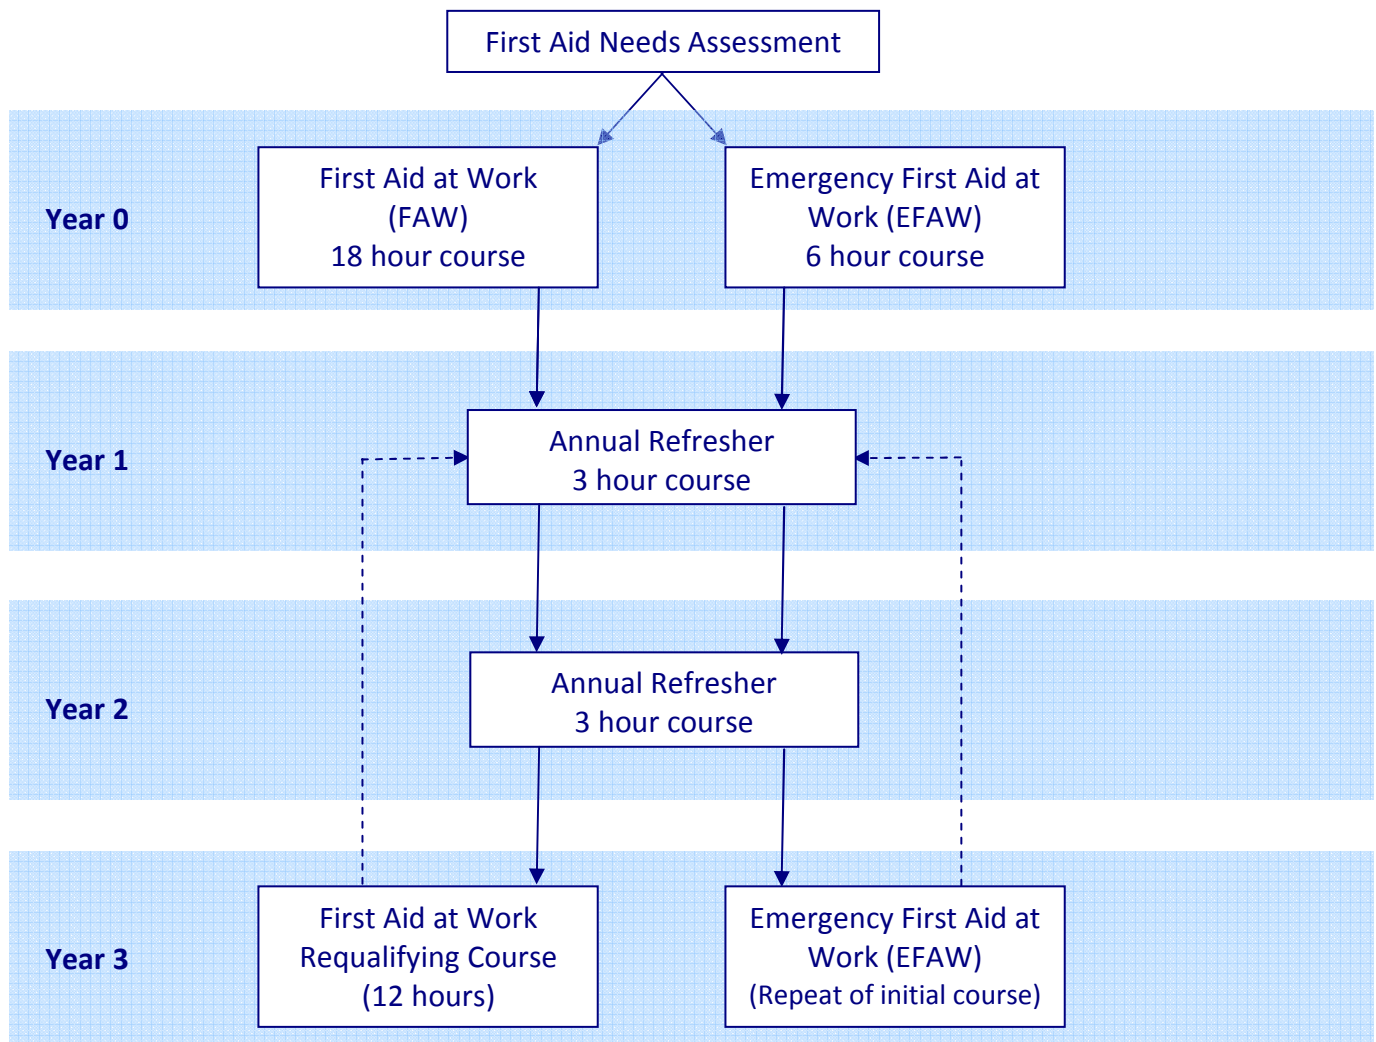 First Aid Needs Assessment
Year 0
First Aid at Work
(FAW)
18 hour course
Emergency First Aid at
Work (EFAW)
6 hour course
Year 1
Annual Refresher
3 hour course
Year 2
Annual Refresher
3 hour course
Year 3
First Aid at Work
Requalifying Course
(12 hours)
Emergency First Aid at
Work (EFAW)
(Repeat of initial course)